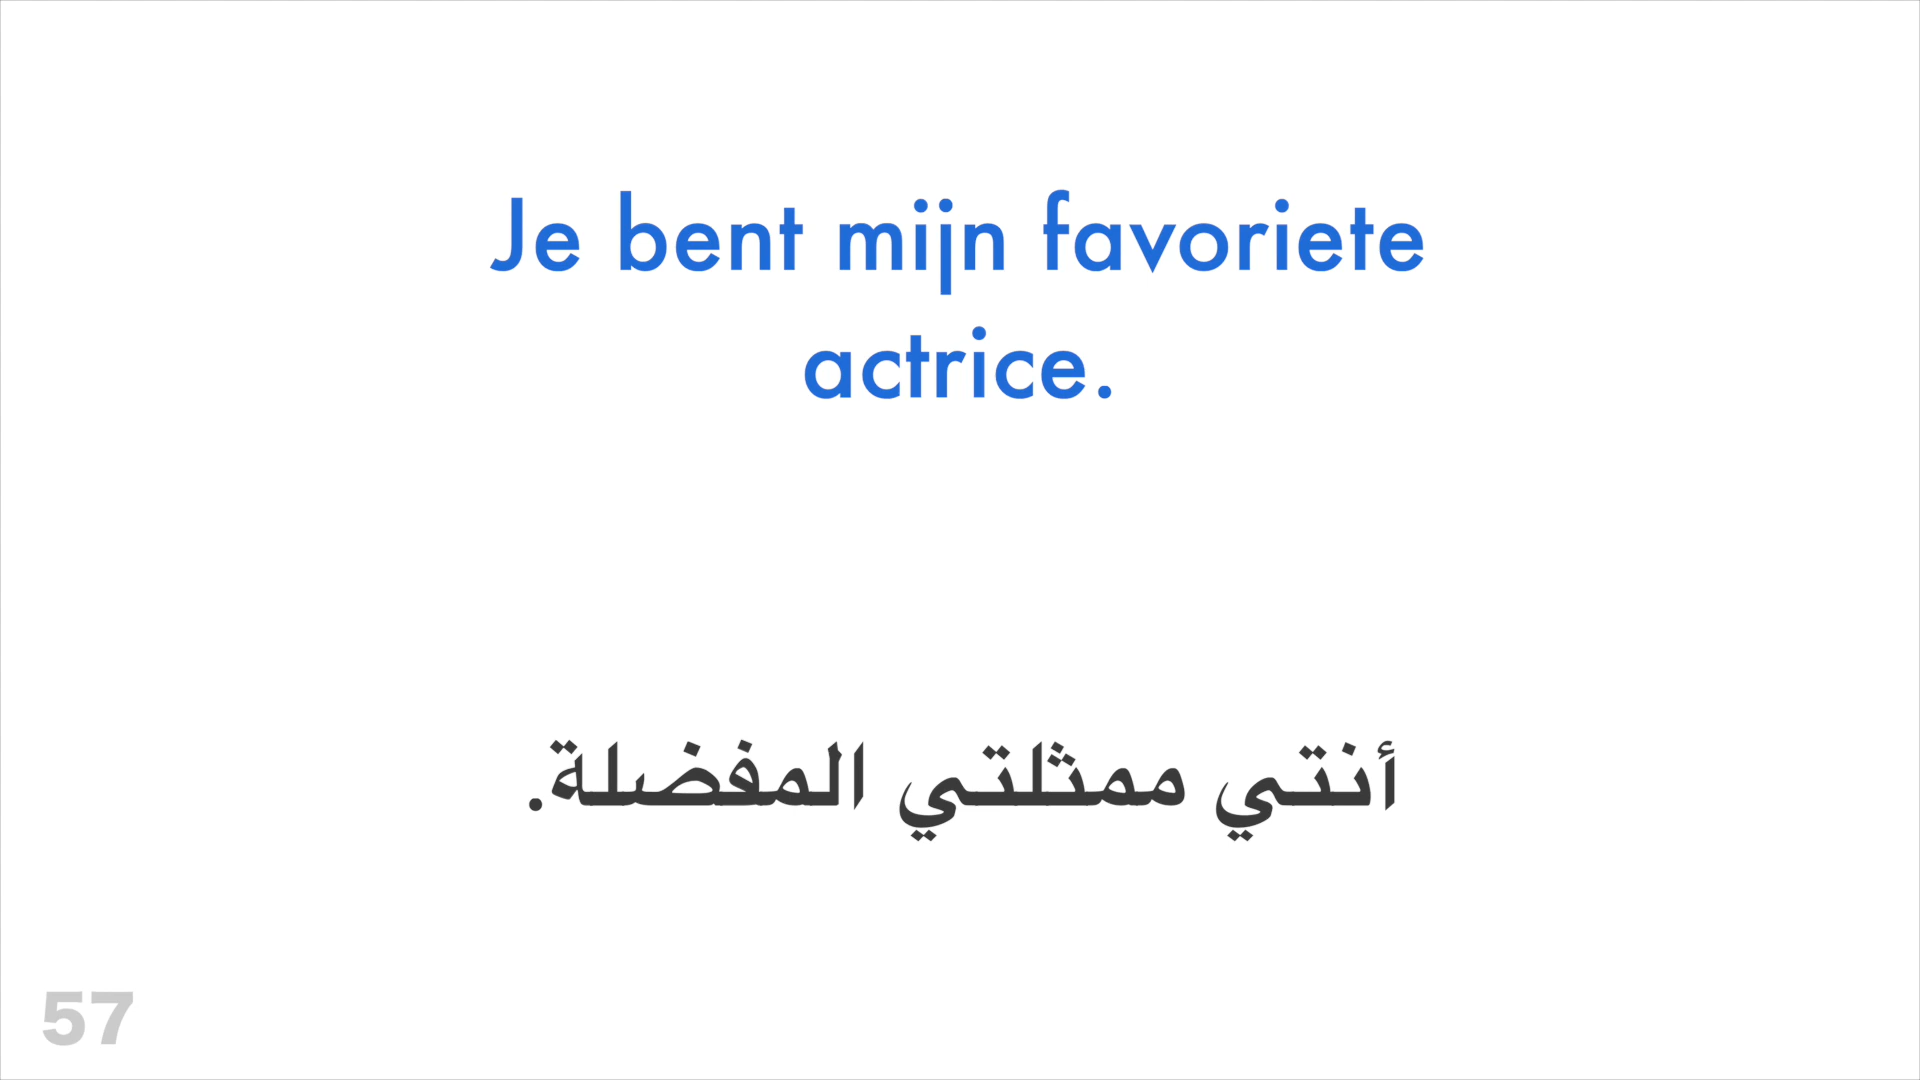 Je bent mijn favoriete
actrice.
أنتي ممثلتي المفضلة.
57